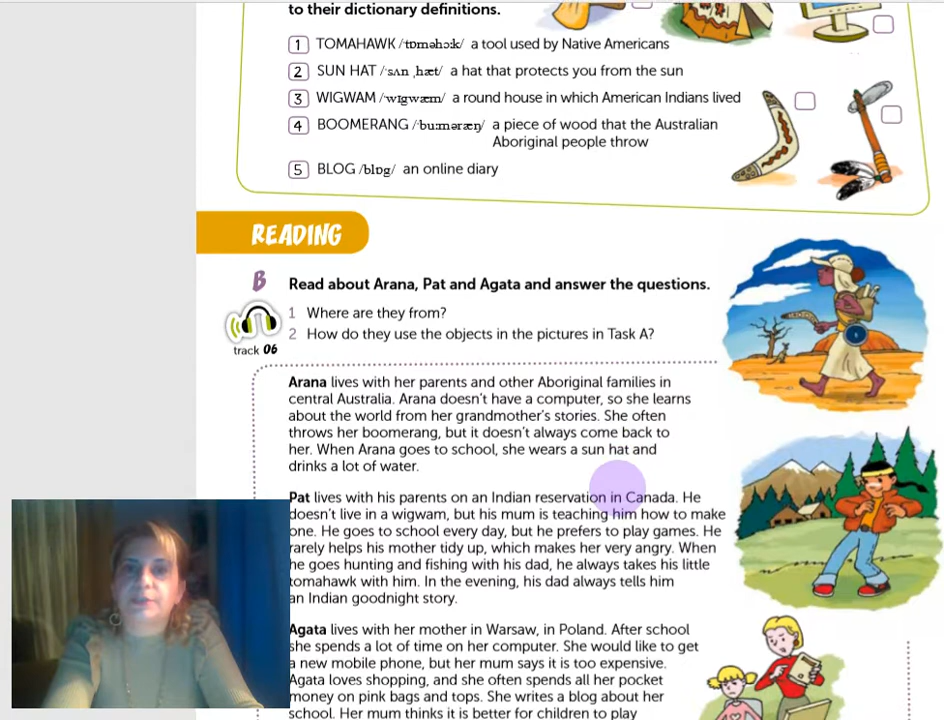 to their dictionary definitions.
1 TOMAHAWK /ˈtɒməhɔːk/ a tool used by Native Americans
2 SUN HAT /ˈsʌn ˌhæt/ a hat that protects you from the sun
3 WIGWAM /ˈwɪgwæm/ a round house in which American Indians lived
4 BOOMERANG /ˈbuːməræŋ/ a piece of wood that the Australian
Aboriginal people throw
5 BLOG /blɒg/ an online diary
READING
B Read about Arana, Pat and Agata and answer the questions.
1 Where are they from?
2 How do they use the objects in the pictures in Task A?
track 06
Arana lives with her parents and other Aboriginal families in
central Australia. Arana doesn't have a computer, so she learns
about the world from her grandmother's stories. She often
throws her boomerang, but it doesn't always come back to
her. When Arana goes to school, she wears a sun hat and
drinks a lot of water.
Pat lives with his parents on an Indian reservation in Canada. He
doesn't live in a wigwam, but his mum is teaching him how to make
one. He goes to school every day, but he prefers to play games. He
rarely helps his mother tidy up, which makes her very angry. When
he goes hunting and fishing with his dad, he always takes his little
tomahawk with him. In the evening, his dad always tells him
an Indian goodnight story.
Agata lives with her mother in Warsaw, in Poland. After school
she spends a lot of time on her computer. She would like to get
a new mobile phone, but her mum says it is too expensive.
Agata loves shopping, and she often spends all her pocket
money on pink bags and tops. She writes a blog about her
school. Her mum thinks it is better for children to play